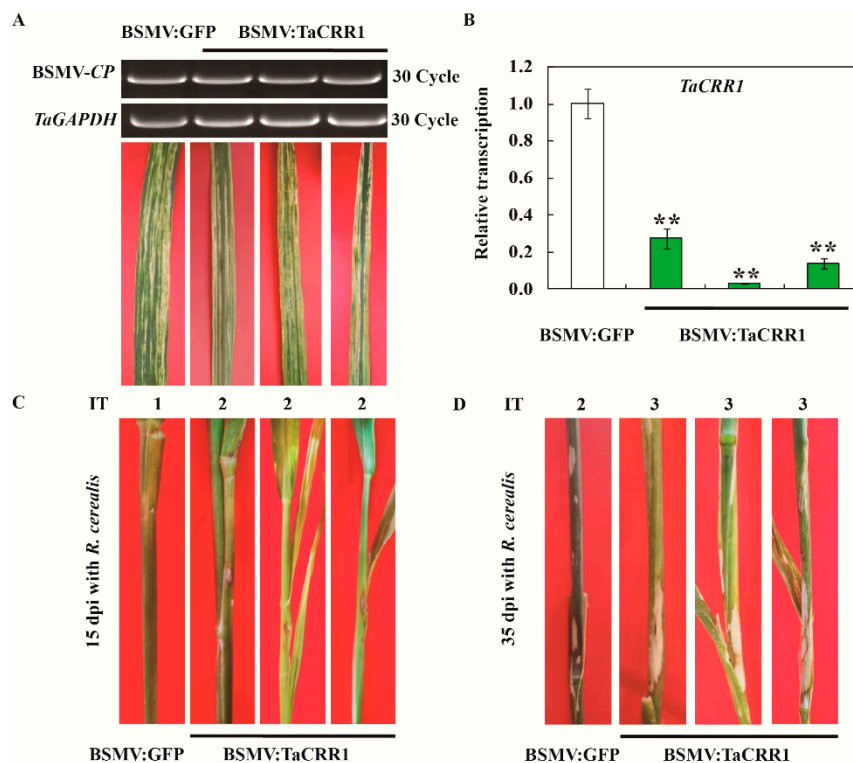 A
BSMV:GFP BSMV:TaCRR1
BSMV-CP 30 Cycle
TaGAPDH 30 Cycle
B
TaCRR1
Relative transcription
1.2
1.0
0.8
0.6
0.4
0.2
0.0
** ** **
BSMV:GFP BSMV:TaCRR1
C IT 1 2 2 2
15 dpi with R. cerealis
BSMV:GFP BSMV:TaCRR1
D IT 2 3 3 3
35 dpi with R. cerealis
BSMV:GFP BSMV:TaCRR1